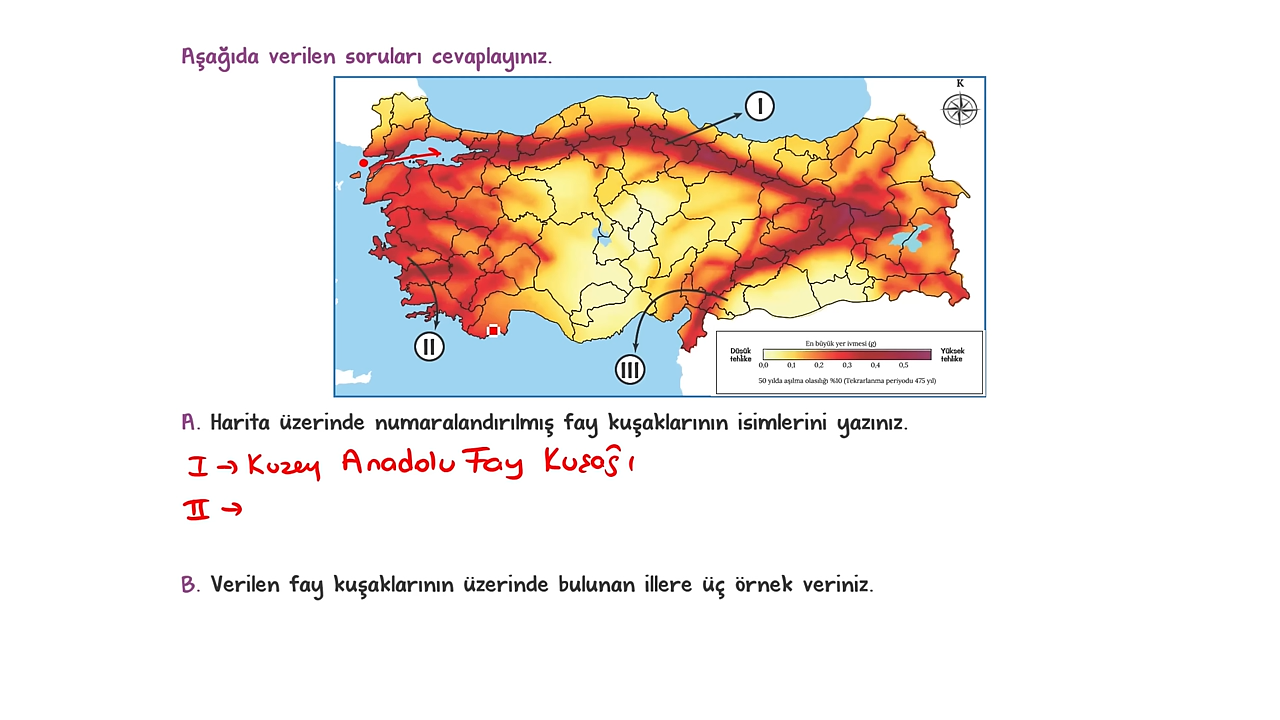 Aşağıda verilen soruları cevaplayınız.
K
I
II
III
En büyük yer ivmesi (g)
Düşük tehlike
Yüksek tehlike
0,0 0,1 0,2 0,3 0,4 0,5
50 yılda aşılma olasılığı %10 (Tekrarlanma periyodu 475 yıl)
A. Harita üzerinde numaralandırılmış fay kuşaklarının isimlerini yazınız.
I → Kuzey Anadolu Fay Kuşağı
II →
B. Verilen fay kuşaklarının üzerinde bulunan illere üç örnek veriniz.